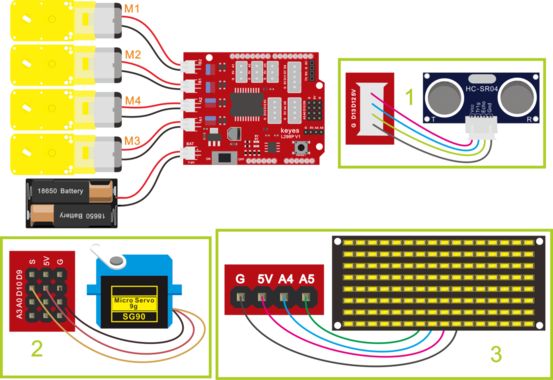 M1
M2
M4
M3
18650 Battery
18650 Battery
BAT
keyes
L298P V1
1
G D13 D12 5V
HC-SR04
Vcc
Trig
Echo
Gnd
T
R
2
S 5V G
A3 A0 D10 D9
Micro Servo
9g
SG90
3
G 5V A4 A5